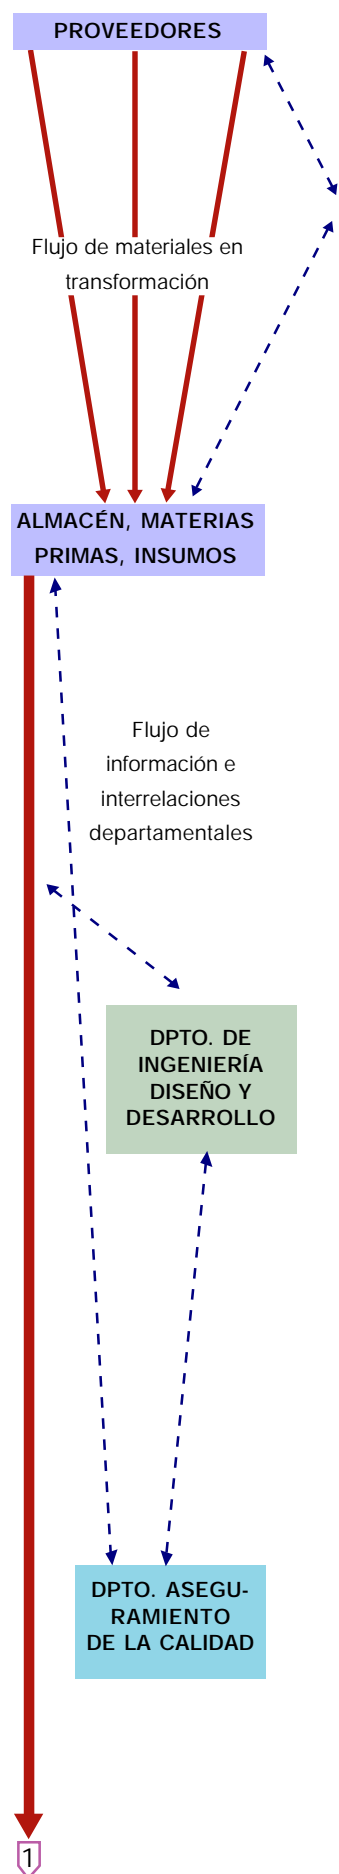 PROVEEDORES
Flujo de materiales en
transformación
ALMACÉN, MATERIAS
PRIMAS, INSUMOS
Flujo de
información e
interrelaciones
departamentales
DPTO. DE
INGENIERÍA
DISEÑO Y
DESARROLLO
DPTO. ASEGU-
RAMIENTO
DE LA CALIDAD
1